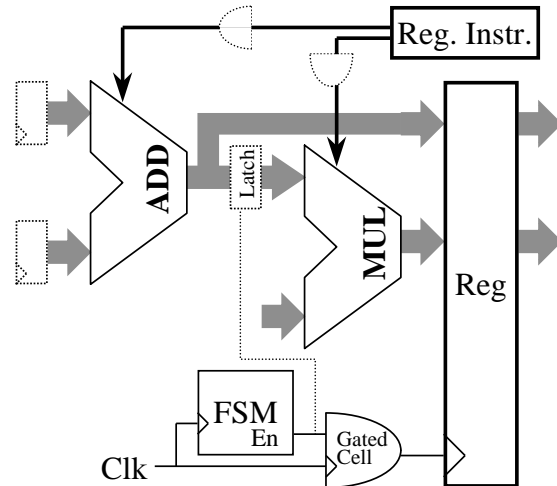 Reg. Instr.
ADD
Latch
MUL
Reg
FSM
En
Gated
Cell
Clk